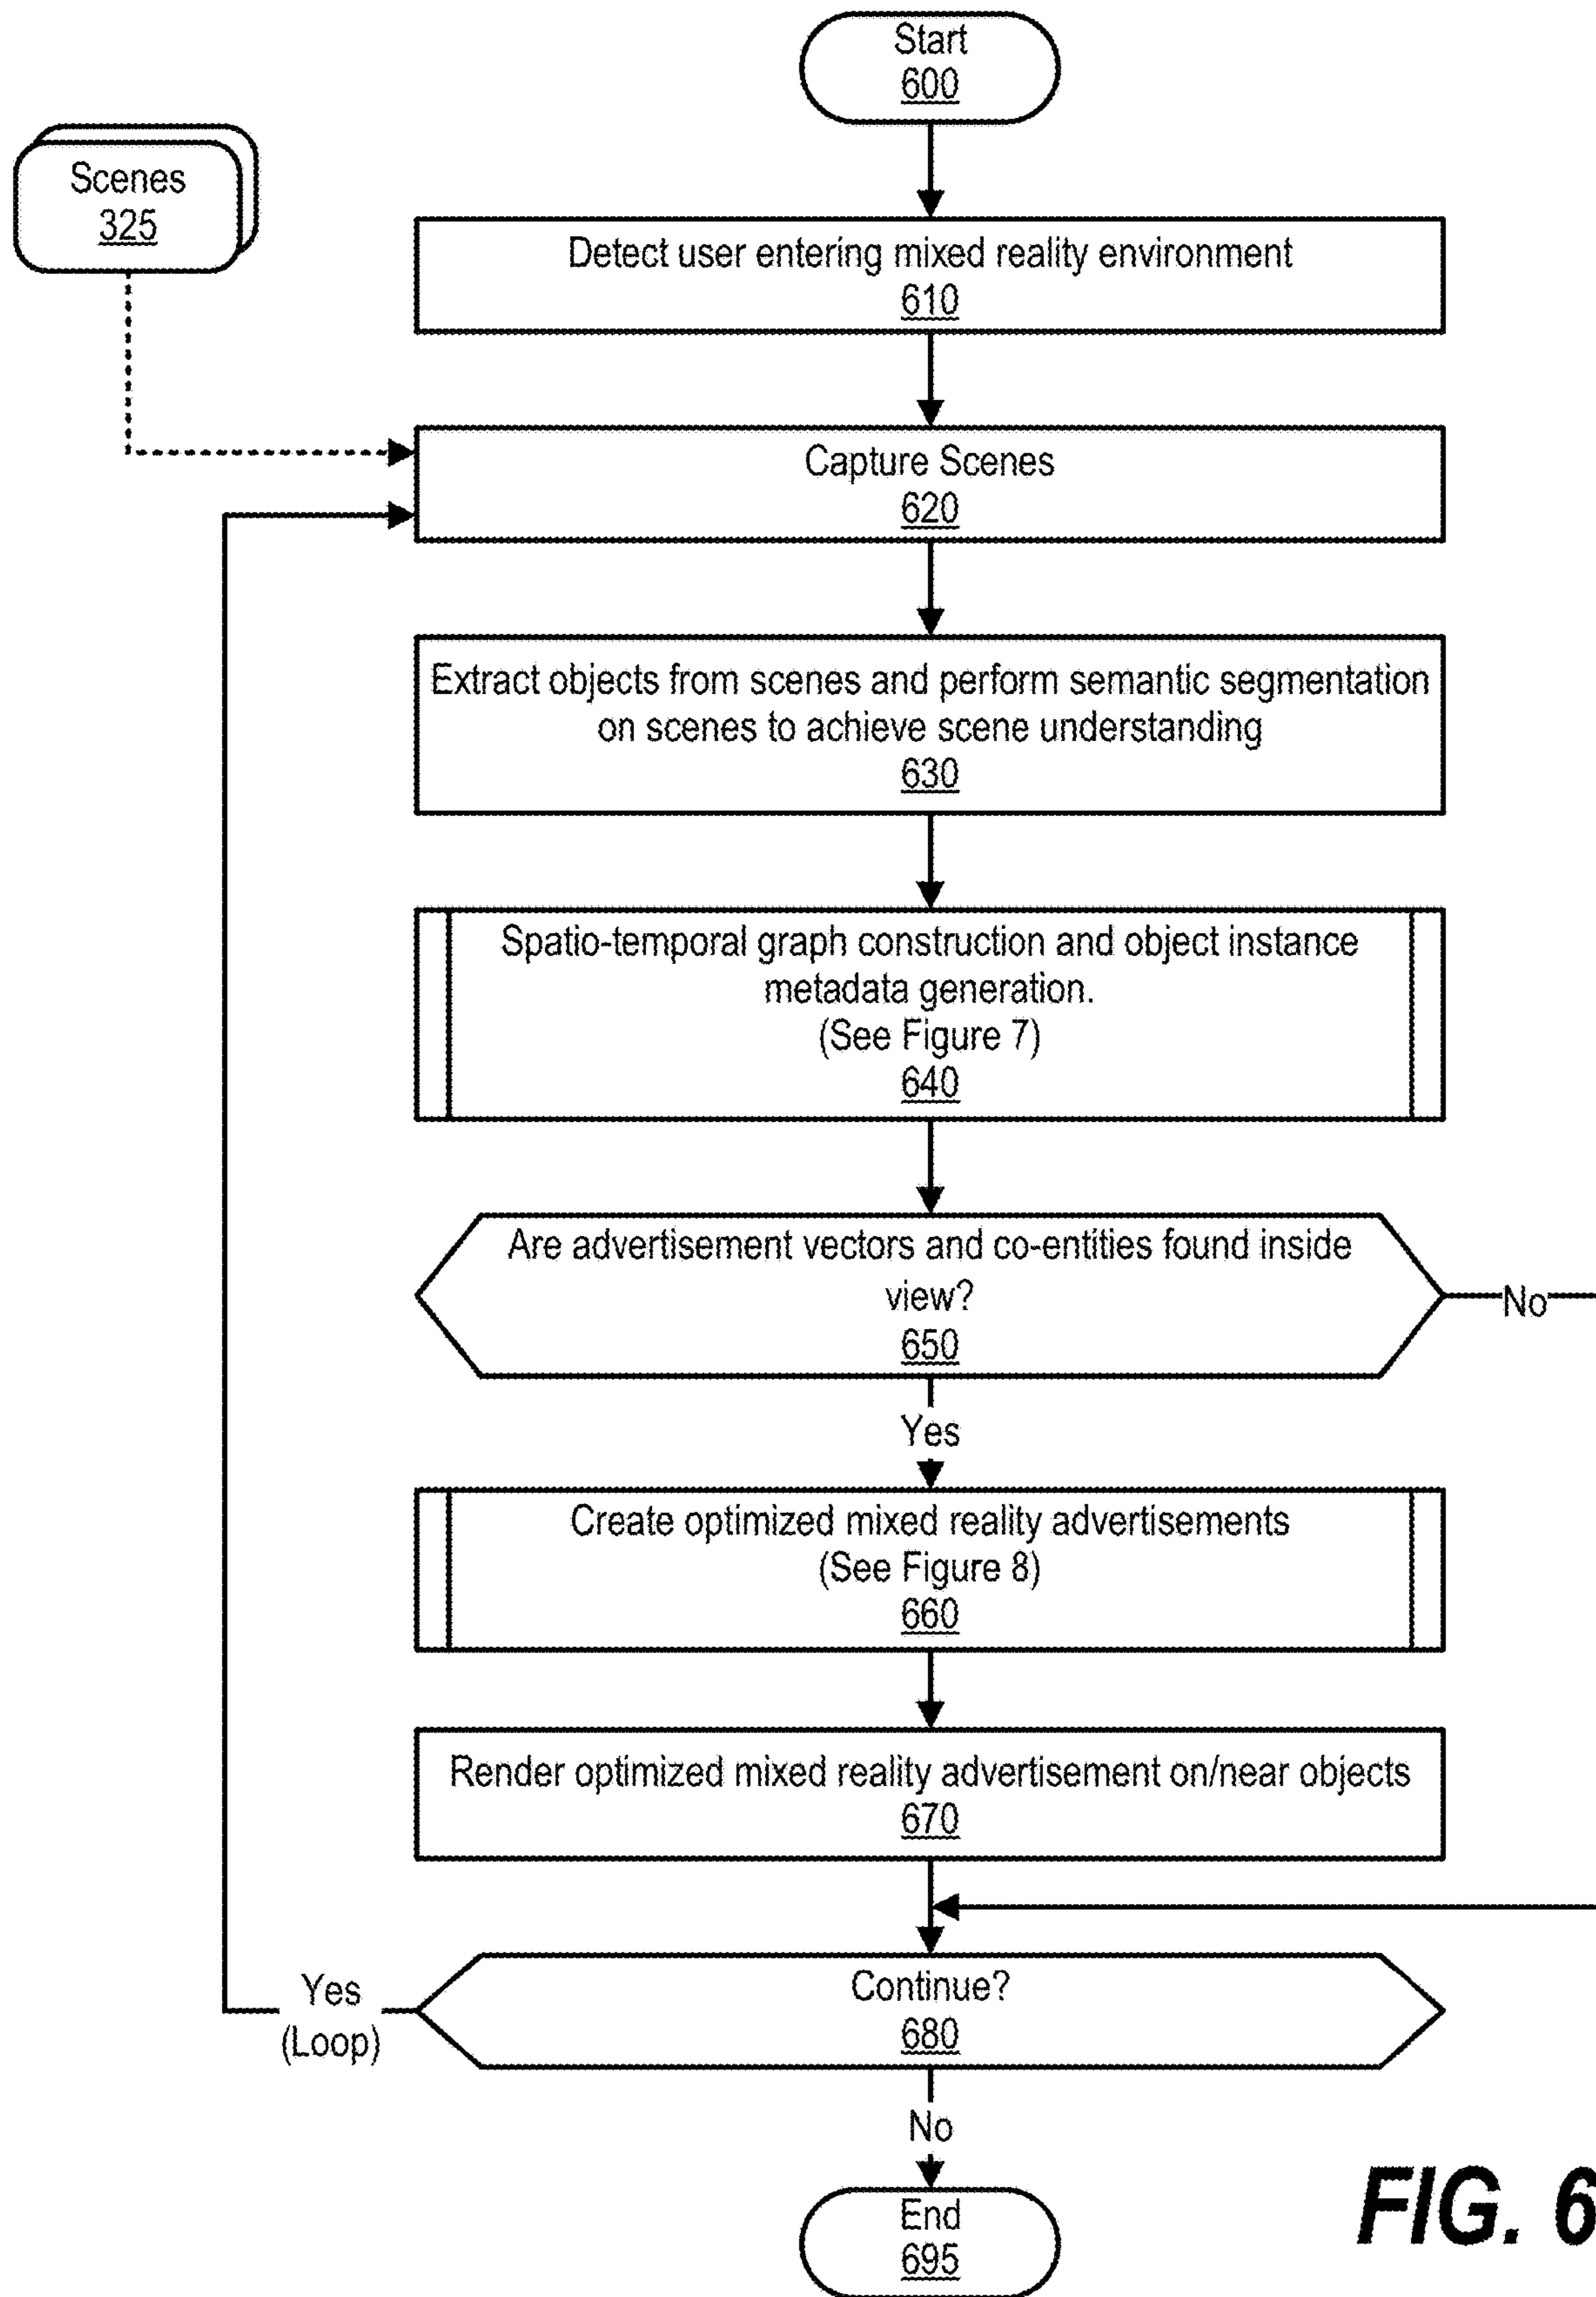 Start
600
Scenes
325
Detect user entering mixed reality environment
610
Capture Scenes
620
Extract objects from scenes and perform semantic segmentation
on scenes to achieve scene understanding
630
Spatio-temporal graph construction and object instance
metadata generation.
(See Figure 7)
640
Are advertisement vectors and co-entities found inside
view?
650
No
Yes
Create optimized mixed reality advertisements
(See Figure 8)
660
Render optimized mixed reality advertisement on/near objects
670
Continue?
680
Yes
(Loop)
No
End
695
FIG. 6